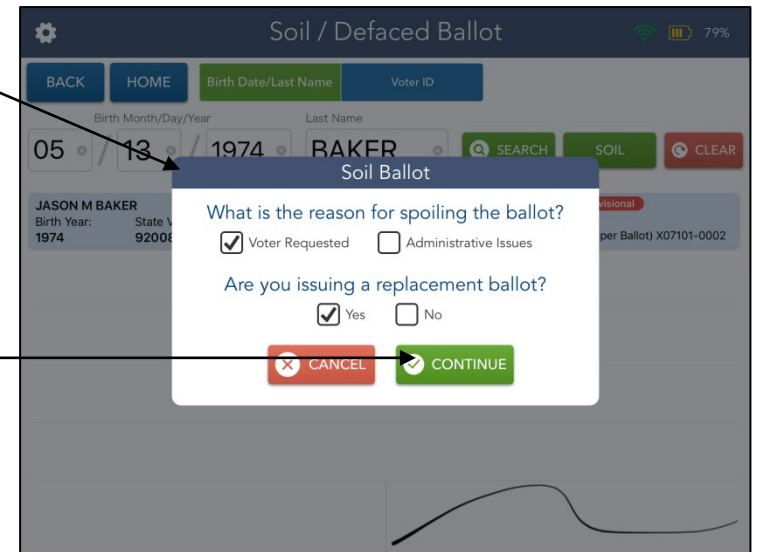 Soil / Defaced Ballot 79%
BACK HOME Birth Date/Last Name Voter ID
Birth Month/Day/Year Last Name
05 / 13 / 1974 BAKER SEARCH SOIL CLEAR
Soil Ballot
JASON M BAKER
What is the reason for spoiling the ballot?
Birth Year: State
1974 9200
per Ballot) X07101-0002
Voter Requested Administrative Issues
Are you issuing a replacement ballot?
Yes No
CANCEL CONTINUE